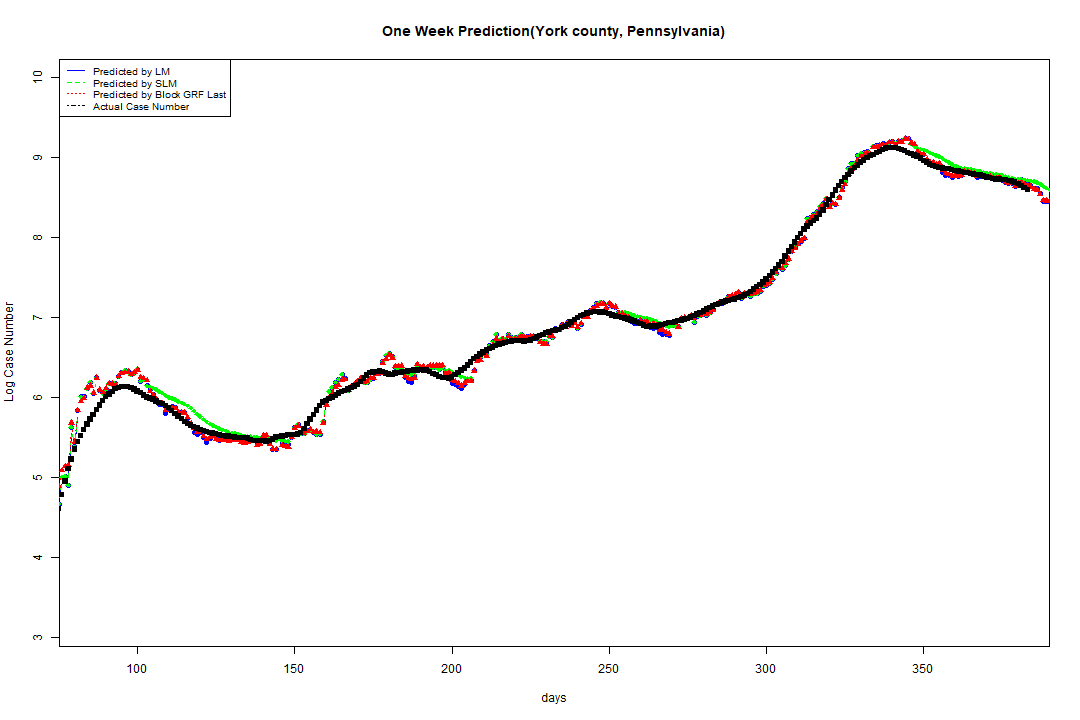 One Week Prediction(York county, Pennsylvania)
Predicted by LM
Predicted by SLM
Predicted by Block GRF Last
Actual Case Number
10
9
8
7
6
5
4
3
Log Case Number
100 150 200 250 300 350
days